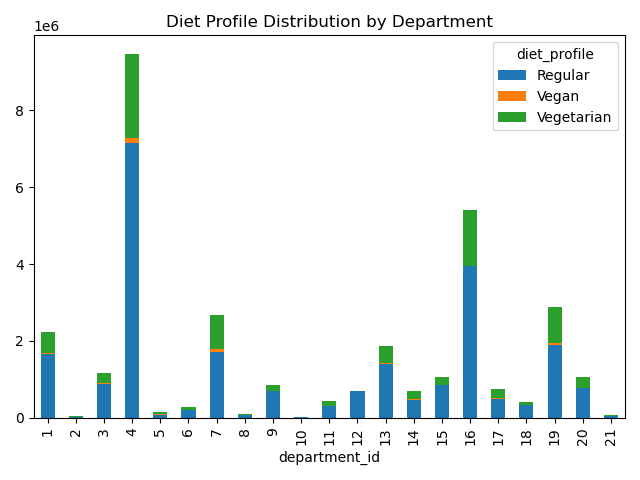 Diet Profile Distribution by Department
1e6
diet_profile
Regular
Vegan
Vegetarian
8
6
4
2
0
1 2 3 4 5 6 7 8 9 10 11 12 13 14 15 16 17 18 19 20 21
department_id